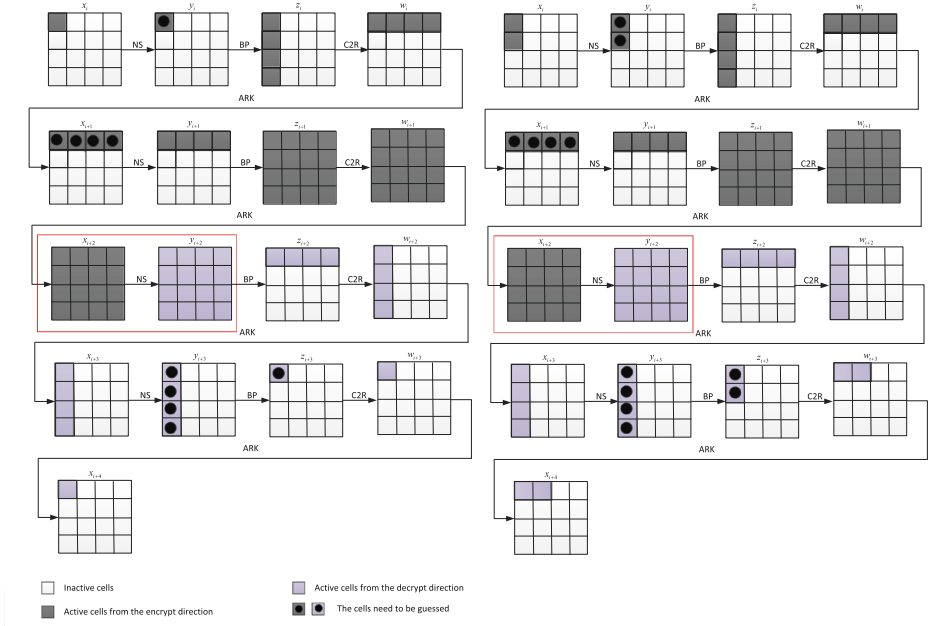 x_i y_i z_i w_i
NS BP C2R
ARK
x_{i+1} y_{i+1} z_{i+1} w_{i+1}
NS BP C2R
ARK
x_{i+2} y_{i+2} z_{i+2} w_{i+2}
NS BP C2R
ARK
x_{i+3} y_{i+3} z_{i+3} w_{i+3}
NS BP C2R
ARK
x_{i+4}
x_i y_i z_i w_i
NS BP C2R
ARK
x_{i+1} y_{i+1} z_{i+1} w_{i+1}
NS BP C2R
ARK
x_{i+2} y_{i+2} z_{i+2} w_{i+2}
NS BP C2R
ARK
x_{i+3} y_{i+3} z_{i+3} w_{i+3}
NS BP C2R
ARK
x_{i+4}
Inactive cells
Active cells from the encrypt direction
Active cells from the decrypt direction
The cells need to be guessed